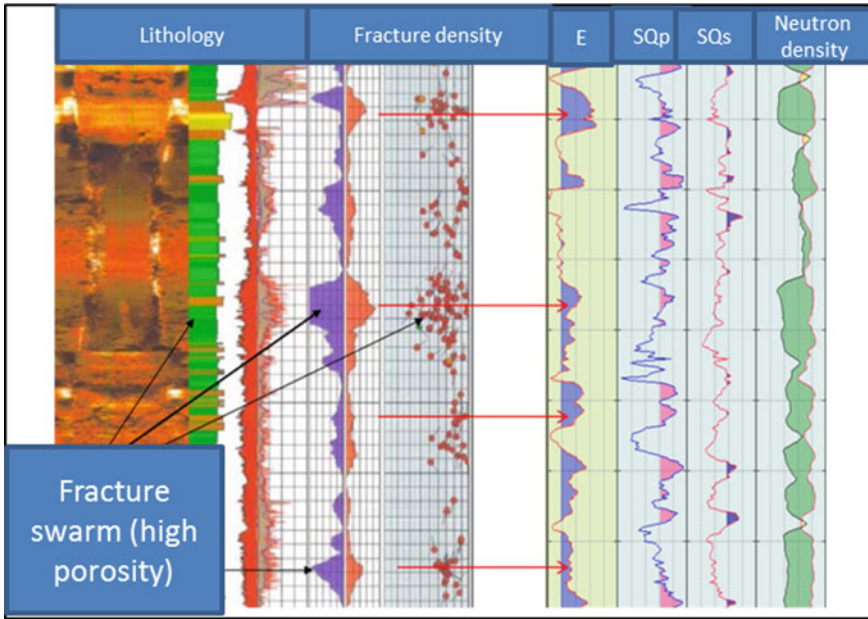 Lithology
Fracture density
E
SQp
SQs
Neutron
density
Fracture
swarm (high
porosity)